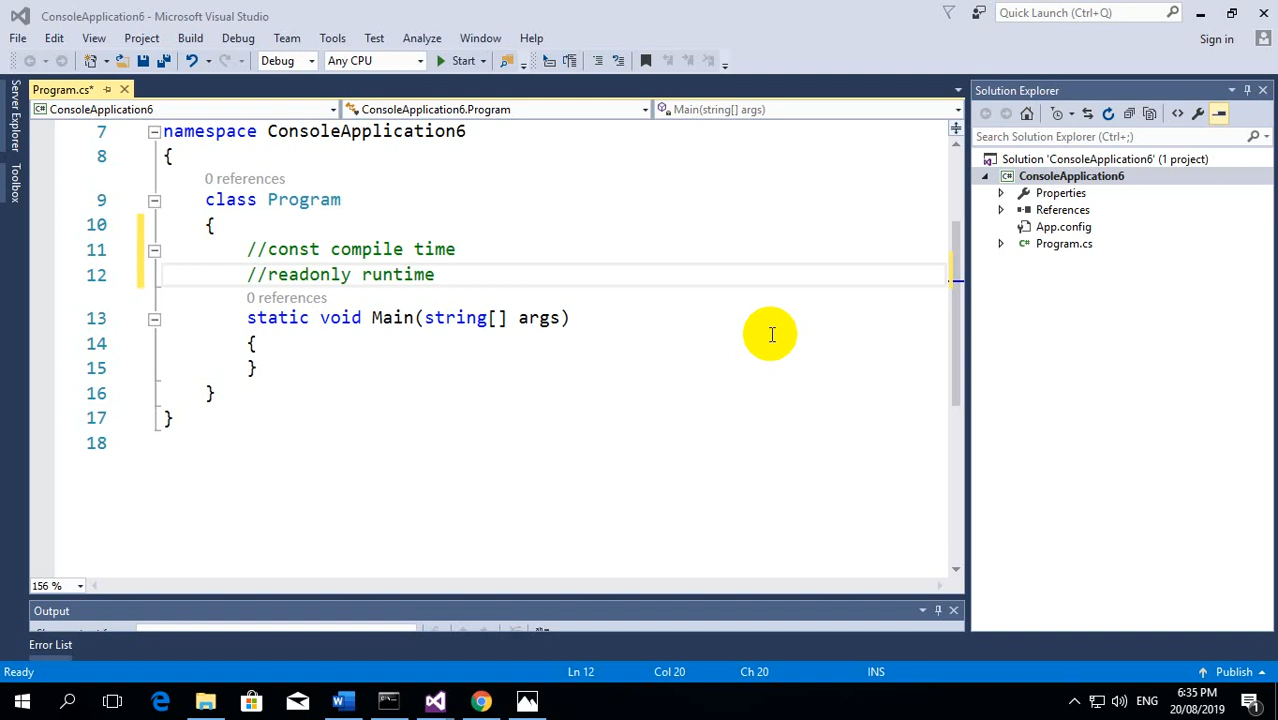 ConsoleApplication6 - Microsoft Visual Studio
Quick Launch (Ctrl+Q)
File Edit View Project Build Debug Team Tools Test Analyze Window Help
Sign in
Debug Any CPU Start
Program.cs*
ConsoleApplication6 ConsoleApplication6.Program Main(string[] args)
Server Explorer
Toolbox
7 namespace ConsoleApplication6
8 {
0 references
9 class Program
10 {
11 //const compile time
12 //readonly runtime
0 references
13 static void Main(string[] args)
14 {
15 }
16 }
17 }
18
156 %
Solution Explorer
Search Solution Explorer (Ctrl+;)
Solution 'ConsoleApplication6' (1 project)
C# ConsoleApplication6
Properties
References
App.config
C# Program.cs
Output
Error List
Ready Ln 12 Col 20 Ch 20 INS Publish
ENG
6:35 PM
20/08/2019
1